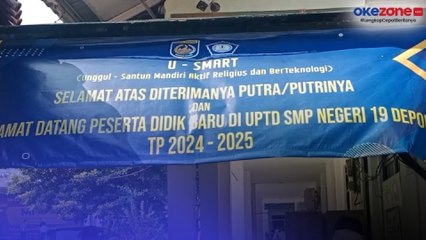 okezone
#LengkapCepatBeritanya
U - SMART
(Unggul - Santun Mandiri Aktif Religius dan Berteknologi)
SELAMAT ATAS DITERIMANYA PUTRA/PUTRINYA
DAN
AMAT DATANG PESERTA DIDIK BARU DI UPTD SMP NEGERI 19 DEPO
TP 2024 - 2025